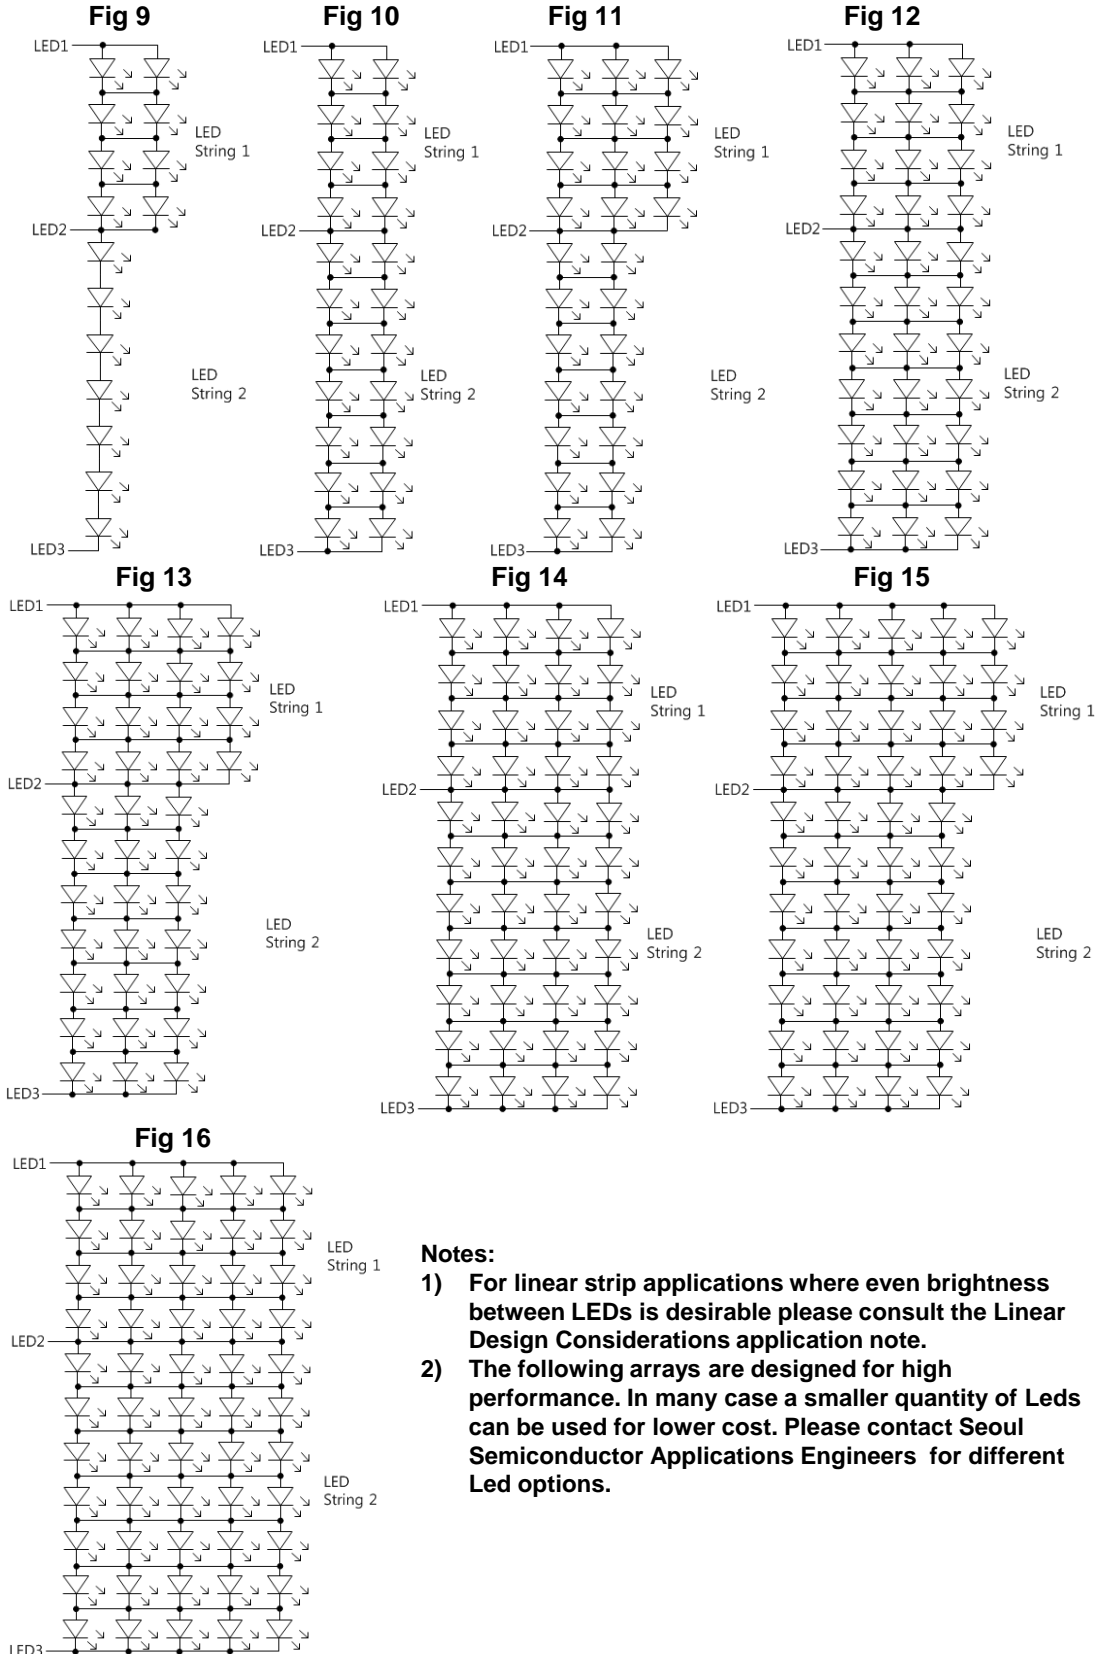 Fig 9
Fig 10
Fig 11
Fig 12
LED1
LED
String 1
LED2
LED
String 2
LED3
LED1
LED
String 1
LED2
LED
String 2
LED3
LED1
LED
String 1
LED2
LED
String 2
LED3
LED1
LED
String 1
LED2
LED
String 2
LED3
Fig 13
Fig 14
Fig 15
LED1
LED
String 1
LED2
LED
String 2
LED3
LED1
LED
String 1
LED2
LED
String 2
LED3
LED1
LED
String 1
LED2
LED
String 2
LED3
Fig 16
LED1
LED
String 1
LED2
LED
String 2
LED3
Notes:
1) For linear strip applications where even brightness
between LEDs is desirable please consult the Linear
Design Considerations application note.
2) The following arrays are designed for high
performance. In many case a smaller quantity of Leds
can be used for lower cost. Please contact Seoul
Semiconductor Applications Engineers for different
Led options.